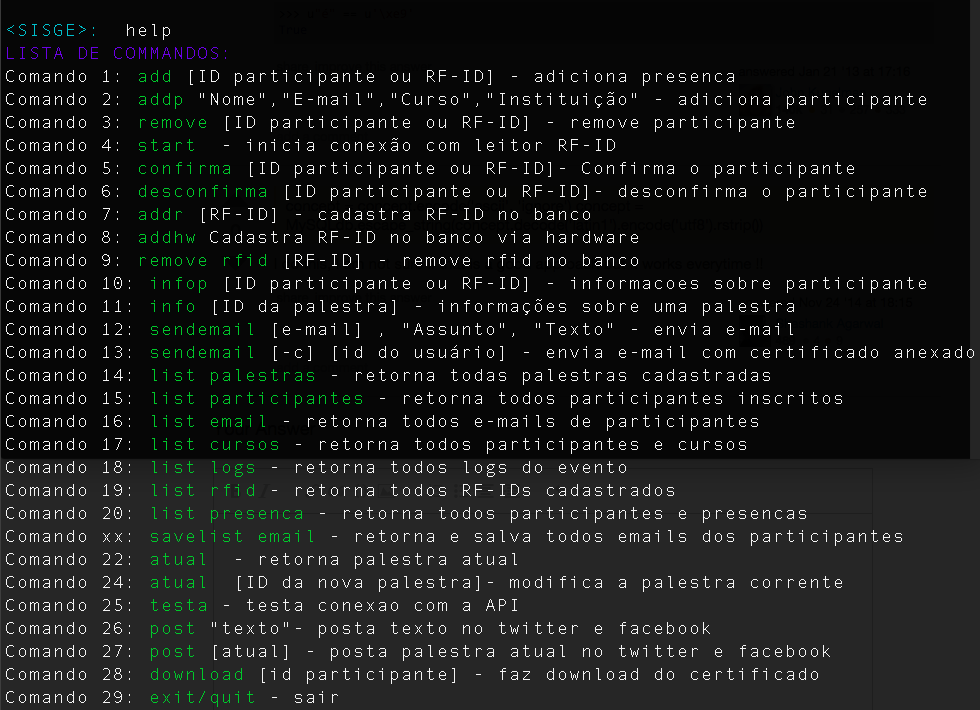 <SISGE>: help
LISTA DE COMMANDOS:
Comando 1: add [ID participante ou RF-ID] - adiciona presenca
Comando 2: addp "Nome","E-mail","Curso","Instituição" - adiciona participante
Comando 3: remove [ID participante ou RF-ID] - remove participante
Comando 4: start - inicia conexão com leitor RF-ID
Comando 5: confirma [ID participante ou RF-ID]- Confirma o participante
Comando 6: desconfirma [ID participante ou RF-ID]- desconfirma o participante
Comando 7: addr [RF-ID] - cadastra RF-ID no banco
Comando 8: addhw Cadastra RF-ID no banco via hardware
Comando 9: remove rfid [RF-ID] - remove rfid no banco
Comando 10: infop [ID participante ou RF-ID] - informacoes sobre participante
Comando 11: info [ID da palestra] - informações sobre uma palestra
Comando 12: sendemail [e-mail] , "Assunto", "Texto" - envia e-mail
Comando 13: sendemail [-c] [id do usuário] - envia e-mail com certificado anexado
Comando 14: list palestras - retorna todas palestras cadastradas
Comando 15: list participantes - retorna todos participantes inscritos
Comando 16: list email - retorna todos e-mails de participantes
Comando 17: list cursos - retorna todos participantes e cursos
Comando 18: list logs - retorna todos logs do evento
Comando 19: list rfid - retorna todos RF-IDs cadastrados
Comando 20: list presenca - retorna todos participantes e presencas
Comando xx: savelist email - retorna e salva todos emails dos participantes
Comando 22: atual - retorna palestra atual
Comando 24: atual [ID da nova palestra]- modifica a palestra corrente
Comando 25: testa - testa conexao com a API
Comando 26: post "texto"- posta texto no twitter e facebook
Comando 27: post [atual] - posta palestra atual no twitter e facebook
Comando 28: download [id participante] - faz download do certificado
Comando 29: exit/quit - sair